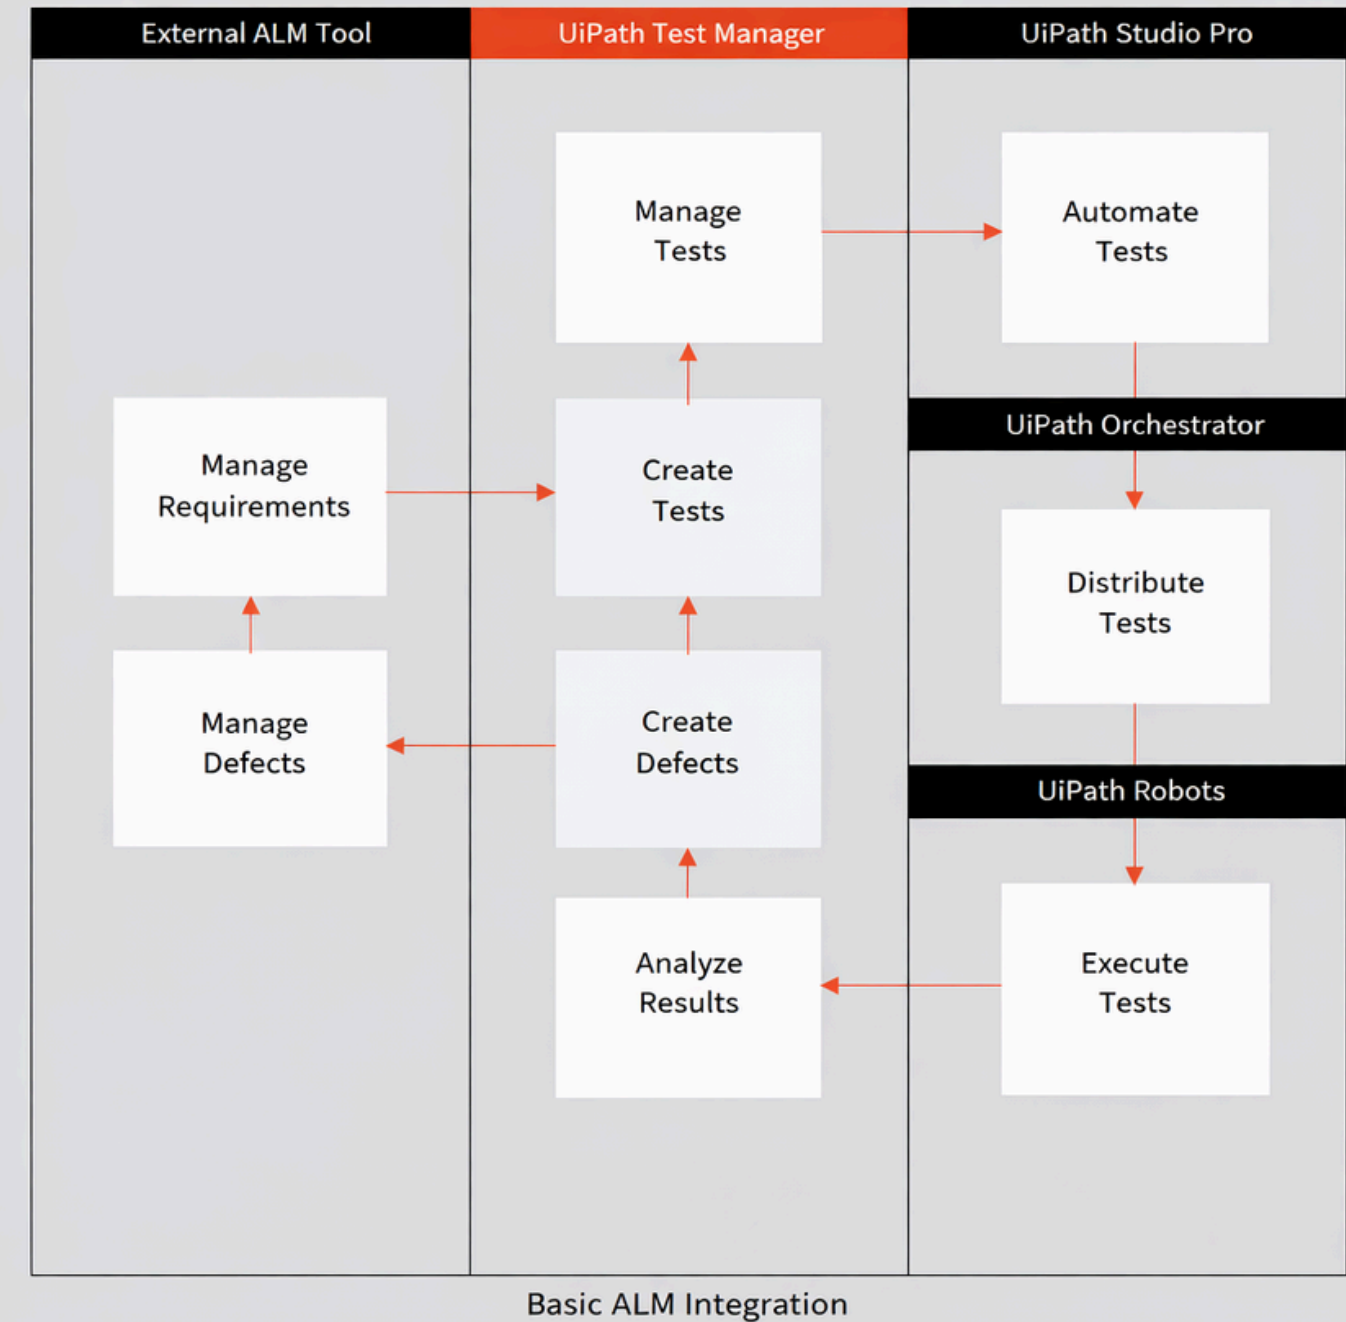 External ALM Tool
UiPath Test Manager
UiPath Studio Pro
Manage
Tests
Automate
Tests
UiPath Orchestrator
Manage
Requirements
Create
Tests
Distribute
Tests
Manage
Defects
Create
Defects
UiPath Robots
Analyze
Results
Execute
Tests
Basic ALM Integration